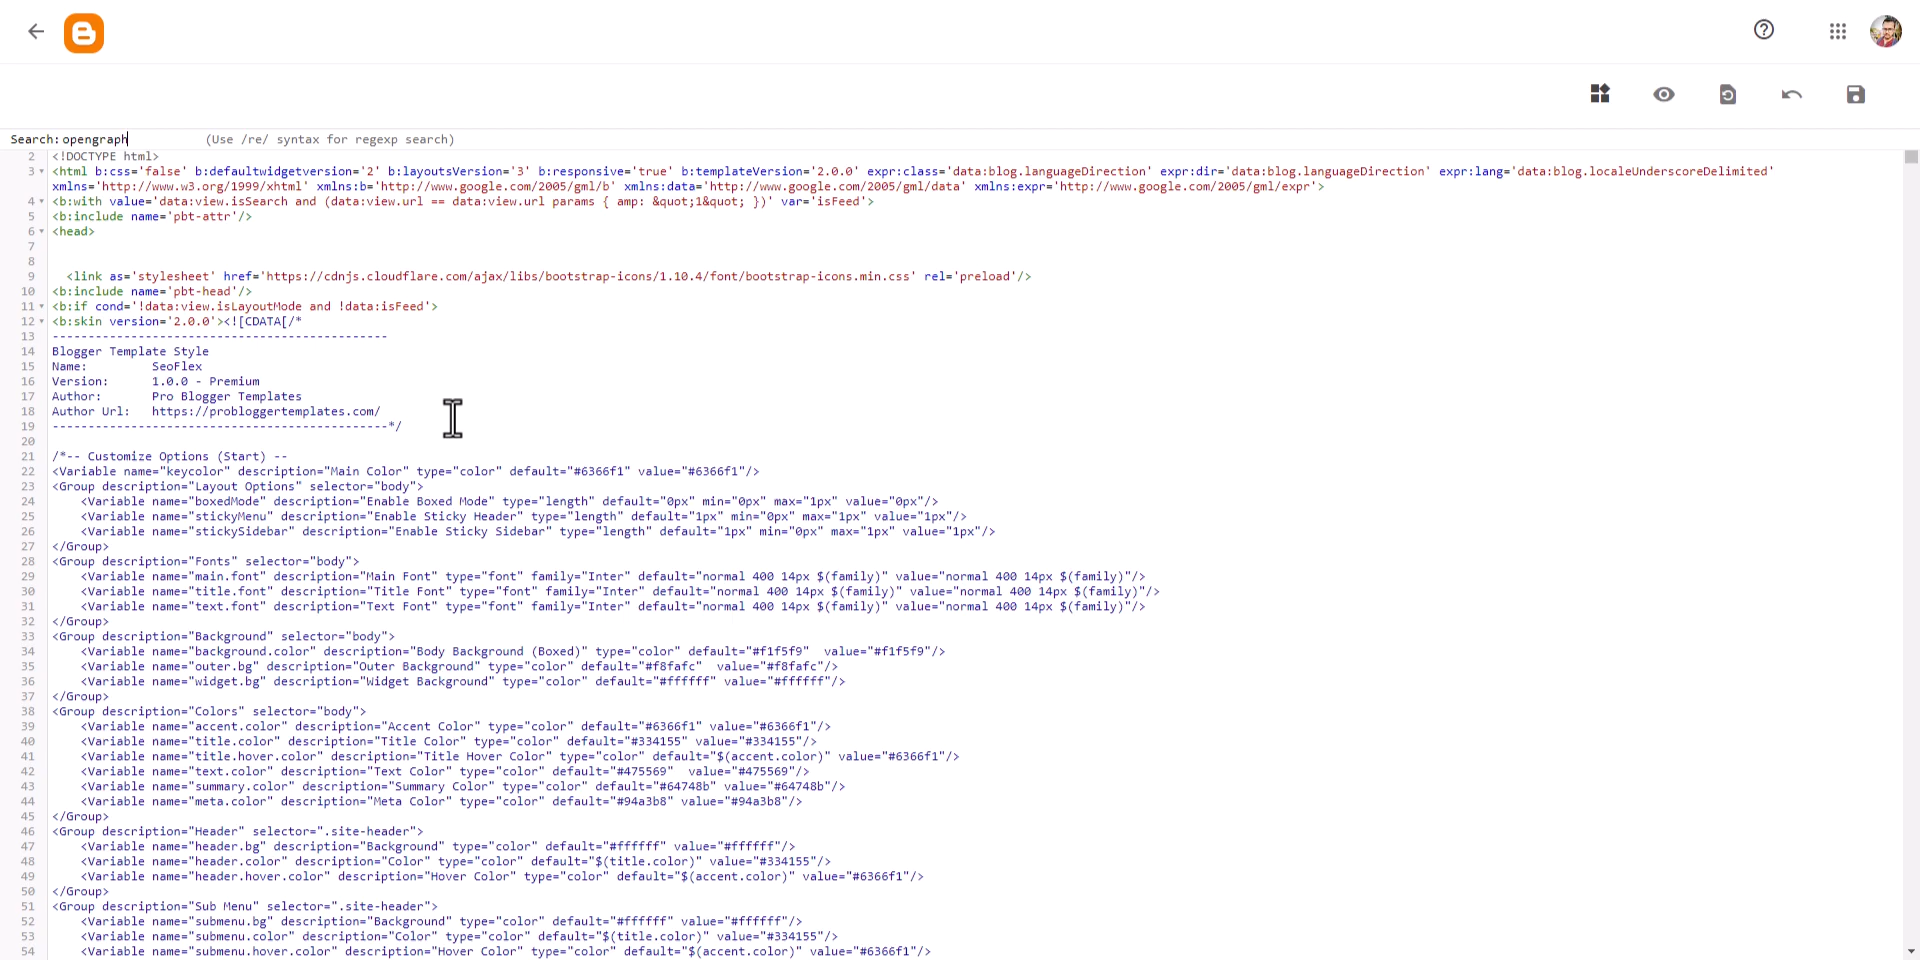 Search: opengraph (Use /re/ syntax for regexp search)
2 <!DOCTYPE html>
3 <html b:css='false' b:defaultwidgetversion='2' b:layoutsVersion='3' b:responsive='true' b:templateVersion='2.0.0' expr:class='data:blog.languageDirection' expr:dir='data:blog.languageDirection' expr:lang='data:blog.localeUnderscoreDelimited'
xmlns='http://www.w3.org/1999/xhtml' xmlns:b='http://www.google.com/2005/gml/b' xmlns:data='http://www.google.com/2005/gml/data' xmlns:expr='http://www.google.com/2005/gml/expr'>
4 <b:with value='data:view.isSearch and (data:view.url == data:view.url params { amp: &quot;1&quot; })' var='isFeed'>
5 <b:include name='pbt-attr'/>
6 <head>
7
8
9 <link as='stylesheet' href='https://cdnjs.cloudflare.com/ajax/libs/bootstrap-icons/1.10.4/font/bootstrap-icons.min.css' rel='preload'/>
10 <b:include name='pbt-head'/>
11 <b:if cond='!data:view.isLayoutMode and !data:isFeed'>
12 <b:skin version='2.0.0'><![CDATA[/*
13 -----------------------------------------------
14 Blogger Template Style
15 Name: SeoFlex
16 Version: 1.0.0 - Premium
17 Author: Pro Blogger Templates
18 Author Url: https://probloggertemplates.com/
19 -----------------------------------------------*/
20
21 /*-- Customize Options (Start) --
22 <Variable name="keycolor" description="Main Color" type="color" default="#6366f1" value="#6366f1"/>
23 <Group description="Layout Options" selector="body">
24 <Variable name="boxedMode" description="Enable Boxed Mode" type="length" default="0px" min="0px" max="1px" value="0px"/>
25 <Variable name="stickyMenu" description="Enable Sticky Header" type="length" default="1px" min="0px" max="1px" value="1px"/>
26 <Variable name="stickySidebar" description="Enable Sticky Sidebar" type="length" default="1px" min="0px" max="1px" value="1px"/>
27 </Group>
28 <Group description="Fonts" selector="body">
29 <Variable name="main.font" description="Main Font" type="font" family="Inter" default="normal 400 14px $(family)" value="normal 400 14px $(family)"/>
30 <Variable name="title.font" description="Title Font" type="font" family="Inter" default="normal 400 14px $(family)" value="normal 400 14px $(family)"/>
31 <Variable name="text.font" description="Text Font" type="font" family="Inter" default="normal 400 14px $(family)" value="normal 400 14px $(family)"/>
32 </Group>
33 <Group description="Background" selector="body">
34 <Variable name="background.color" description="Body Background (Boxed)" type="color" default="#f1f5f9" value="#f1f5f9"/>
35 <Variable name="outer.bg" description="Outer Background" type="color" default="#f8fafc" value="#f8fafc"/>
36 <Variable name="widget.bg" description="Widget Background" type="color" default="#ffffff" value="#ffffff"/>
37 </Group>
38 <Group description="Colors" selector="body">
39 <Variable name="accent.color" description="Accent Color" type="color" default="#6366f1" value="#6366f1"/>
40 <Variable name="title.color" description="Title Color" type="color" default="#334155" value="#334155"/>
41 <Variable name="title.hover.color" description="Title Hover Color" type="color" default="$(accent.color)" value="#6366f1"/>
42 <Variable name="text.color" description="Text Color" type="color" default="#475569" value="#475569"/>
43 <Variable name="summary.color" description="Summary Color" type="color" default="#64748b" value="#64748b"/>
44 <Variable name="meta.color" description="Meta Color" type="color" default="#94a3b8" value="#94a3b8"/>
45 </Group>
46 <Group description="Header" selector=".site-header">
47 <Variable name="header.bg" description="Background" type="color" default="#ffffff" value="#ffffff"/>
48 <Variable name="header.color" description="Color" type="color" default="$(title.color)" value="#334155"/>
49 <Variable name="header.hover.color" description="Hover Color" type="color" default="$(accent.color)" value="#6366f1"/>
50 </Group>
51 <Group description="Sub Menu" selector=".site-header">
52 <Variable name="submenu.bg" description="Background" type="color" default="#ffffff" value="#ffffff"/>
53 <Variable name="submenu.color" description="Color" type="color" default="$(title.color)" value="#334155"/>
54 <Variable name="submenu.hover.color" description="Hover Color" type="color" default="$(accent.color)" value="#6366f1"/>